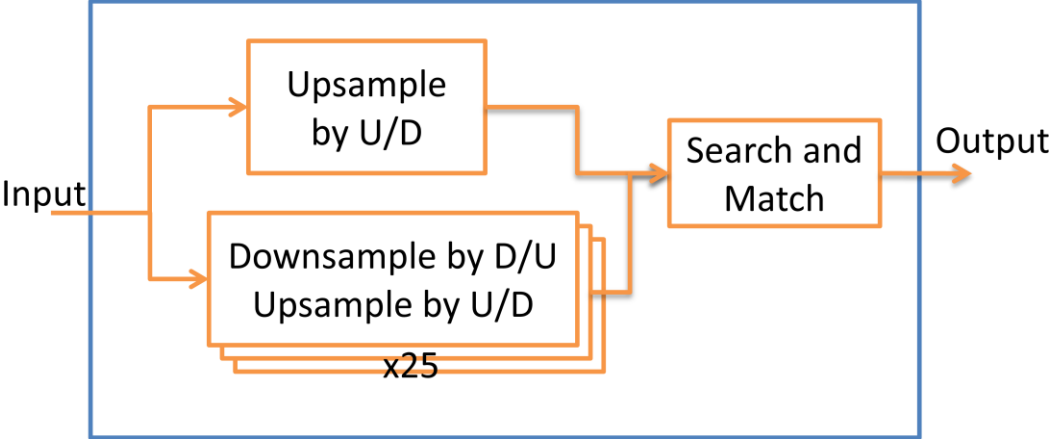 Input
Upsample
by U/D
Downsample by D/U
Upsample by U/D
x25
Search and
Match
Output